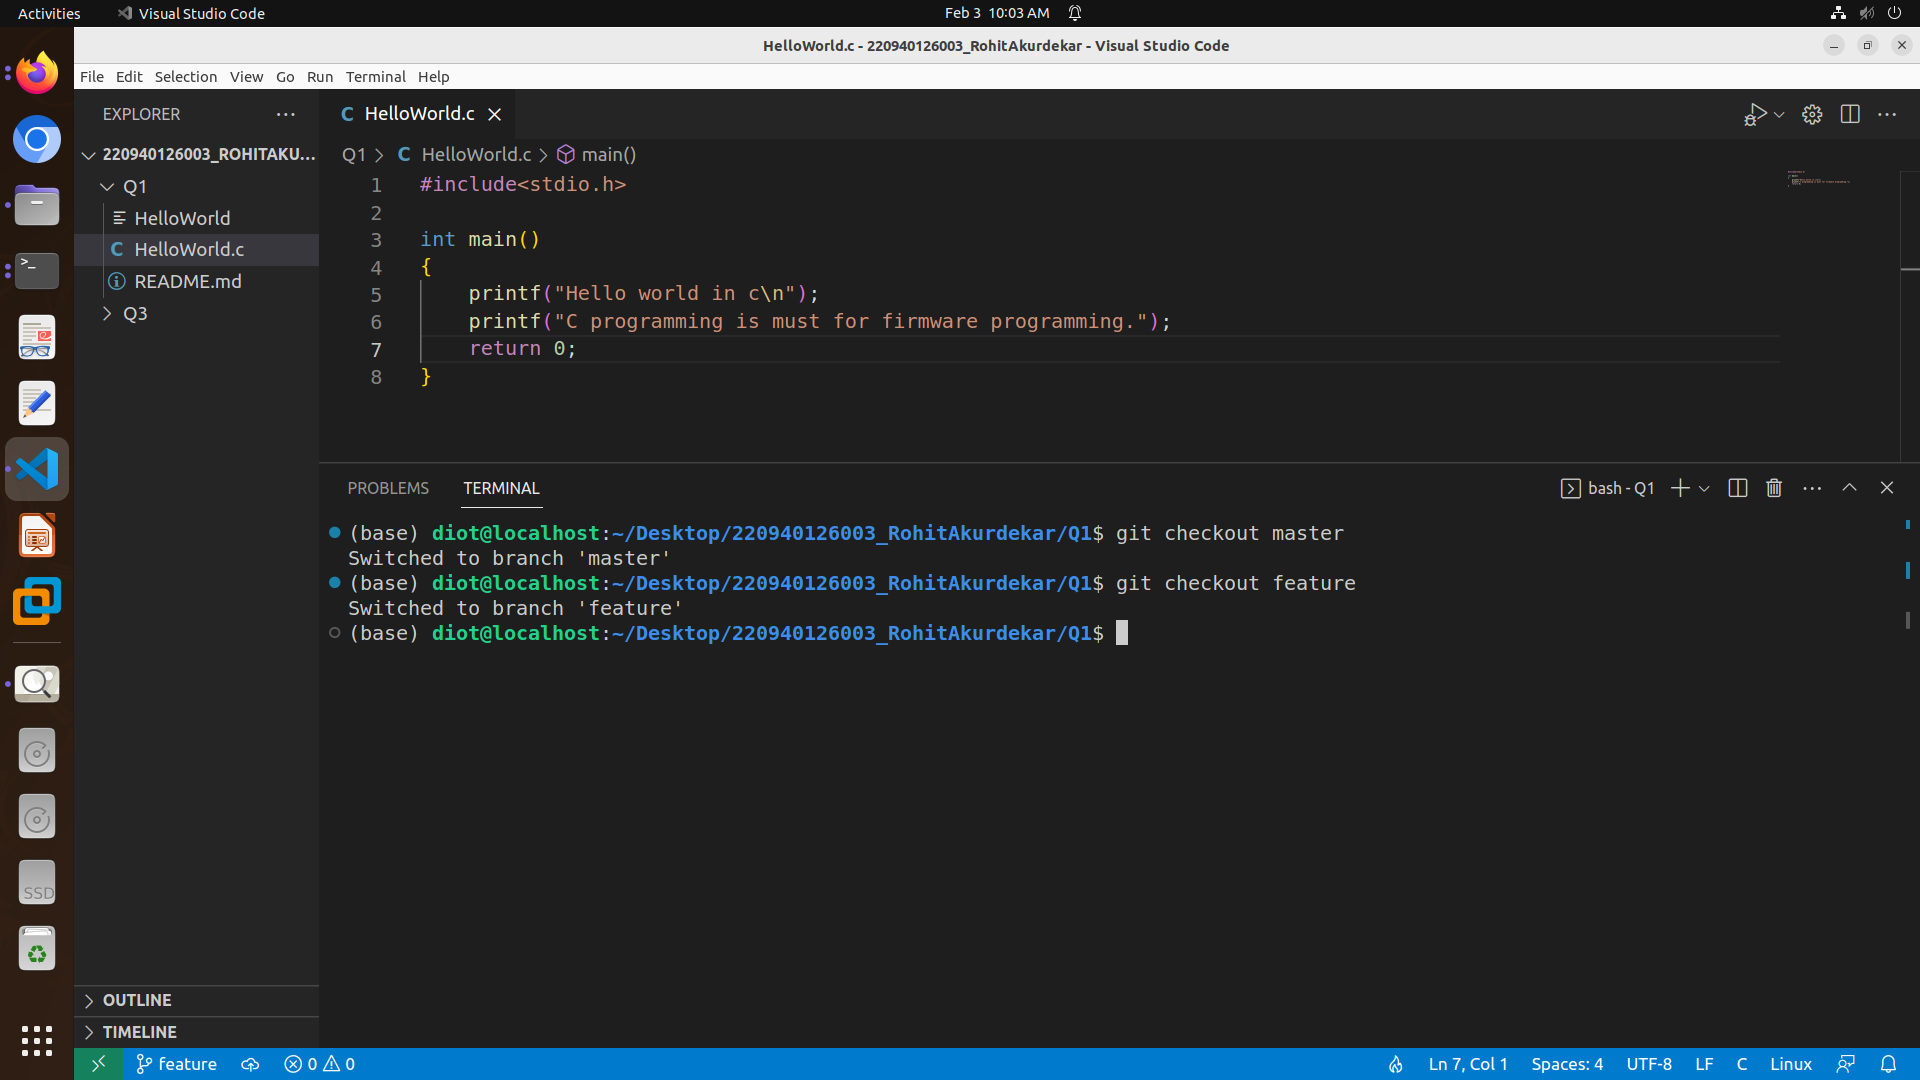 Activities Visual Studio Code Feb 3 10:03 AM
HelloWorld.c - 220940126003_RohitAkurdekar - Visual Studio Code
File Edit Selection View Go Run Terminal Help
EXPLORER
220940126003_ROHITAKU...
Q1
HelloWorld
HelloWorld.c
README.md
Q3
HelloWorld.c
Q1 > C HelloWorld.c > main()
1 #include<stdio.h>
2
3 int main()
4 {
5 printf("Hello world in c\n");
6 printf("C programming is must for firmware programming.");
7 return 0;
8 }
PROBLEMS TERMINAL bash - Q1
(base) diot@localhost:~/Desktop/220940126003_RohitAkurdekar/Q1$ git checkout master
Switched to branch 'master'
(base) diot@localhost:~/Desktop/220940126003_RohitAkurdekar/Q1$ git checkout feature
Switched to branch 'feature'
(base) diot@localhost:~/Desktop/220940126003_RohitAkurdekar/Q1$
SSD
OUTLINE
TIMELINE
feature 0 0 Ln 7, Col 1 Spaces: 4 UTF-8 LF C Linux